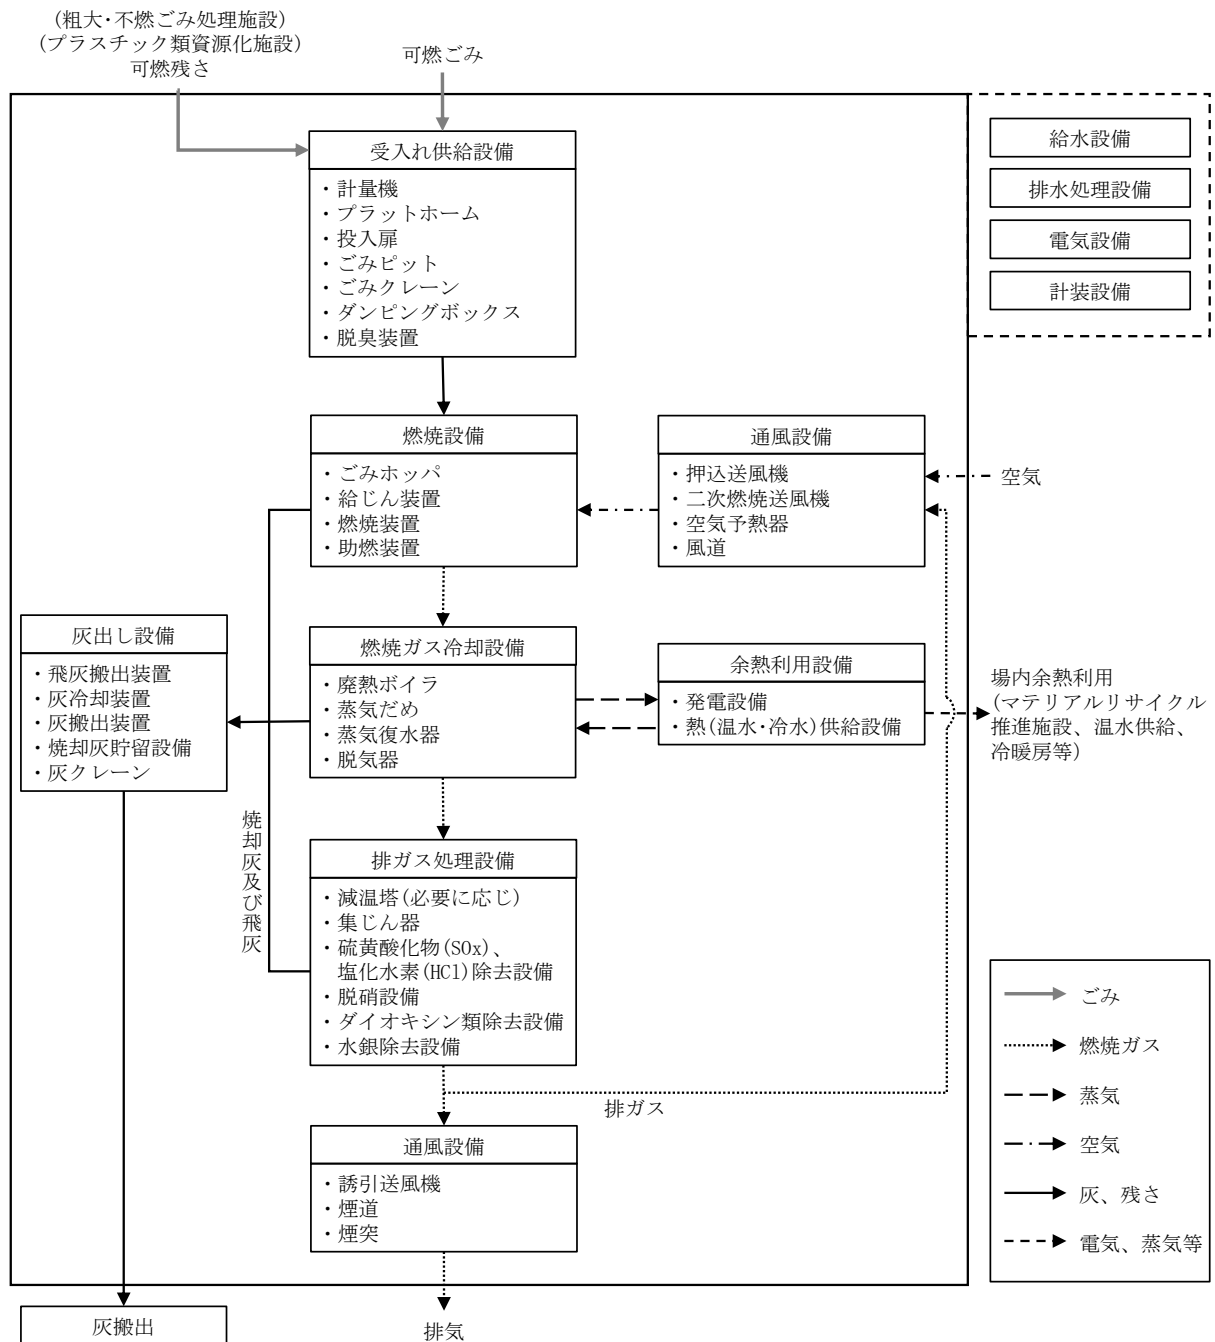 (粗大・不燃ごみ処理施設)
(プラスチック類資源化施設)
可燃残さ
可燃ごみ
受入れ供給設備
・計量機
・プラットホーム
・投入扉
・ごみピット
・ごみクレーン
・ダンピングボックス
・脱臭装置
給水設備
排水処理設備
電気設備
計装設備
燃焼設備
・ごみホッパ
・給じん装置
・燃焼装置
・助燃装置
通風設備
・押込送風機
・二次燃焼送風機
・空気予熱器
・風道
空気
灰出し設備
・飛灰搬出装置
・灰冷却装置
・灰搬出装置
・焼却灰貯留設備
・灰クレーン
燃焼ガス冷却設備
・廃熱ボイラ
・蒸気だめ
・蒸気復水器
・脱気器
余熱利用設備
・発電設備
・熱(温水・冷水)供給設備
場内余熱利用
(マテリアルリサイクル
推進施設、温水供給、
冷暖房等)
焼却灰及び飛灰
排ガス処理設備
・減温塔(必要に応じ)
・集じん器
・硫黄酸化物(SOx)、
塩化水素(HCl)除去設備
・脱硝設備
・ダイオキシン類除去設備
・水銀除去設備
排ガス
通風設備
・誘引送風機
・煙道
・煙突
ごみ
燃焼ガス
蒸気
空気
灰、残さ
電気、蒸気等
灰搬出
排気